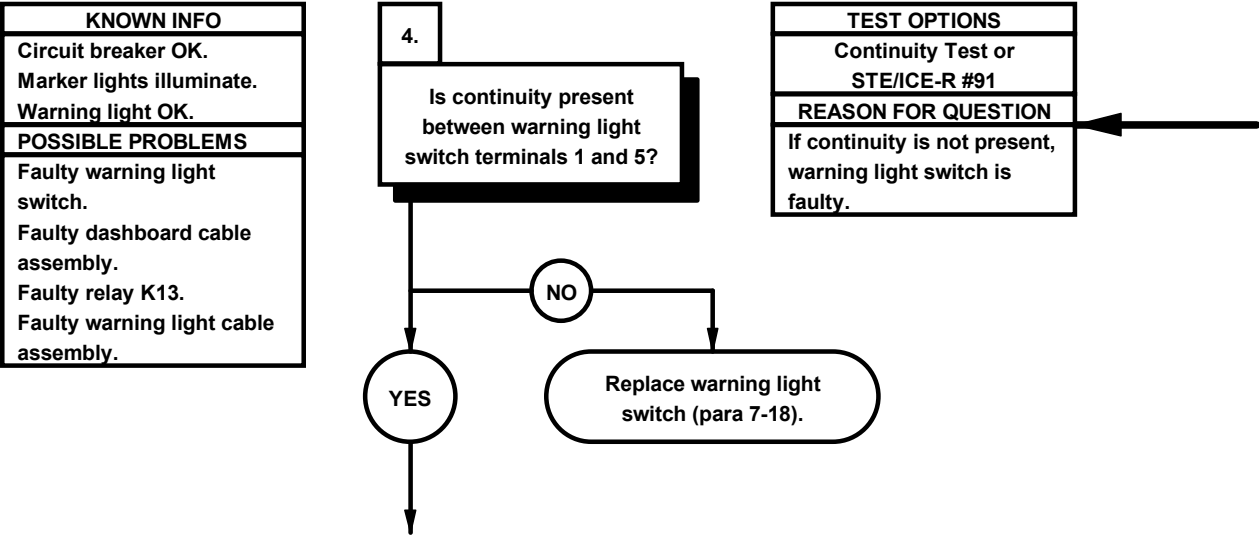 KNOWN INFO
Circuit breaker OK.
Marker lights illuminate.
Warning light OK.
POSSIBLE PROBLEMS
Faulty warning light
switch.
Faulty dashboard cable
assembly.
Faulty relay K13.
Faulty warning light cable
assembly.
4.
Is continuity present
between warning light
switch terminals 1 and 5?
TEST OPTIONS
Continuity Test or
STE/ICE-R #91
REASON FOR QUESTION
If continuity is not present,
warning light switch is
faulty.
NO
YES
Replace warning light
switch (para 7-18).